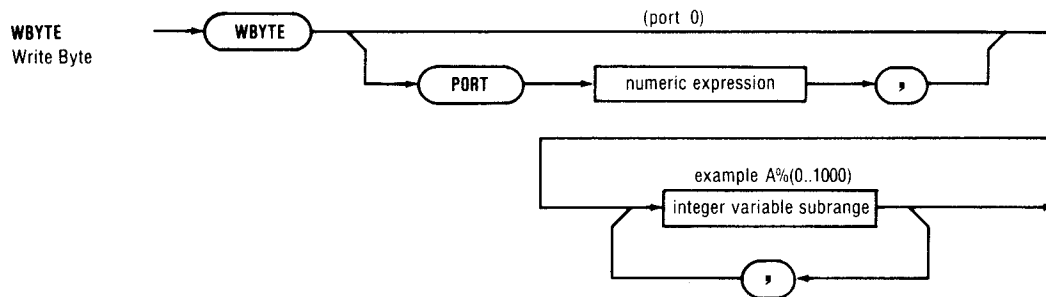 WBYTE
Write Byte
WBYTE
(port 0)
PORT
numeric expression
,
example A%(0..1000)
integer variable subrange
,